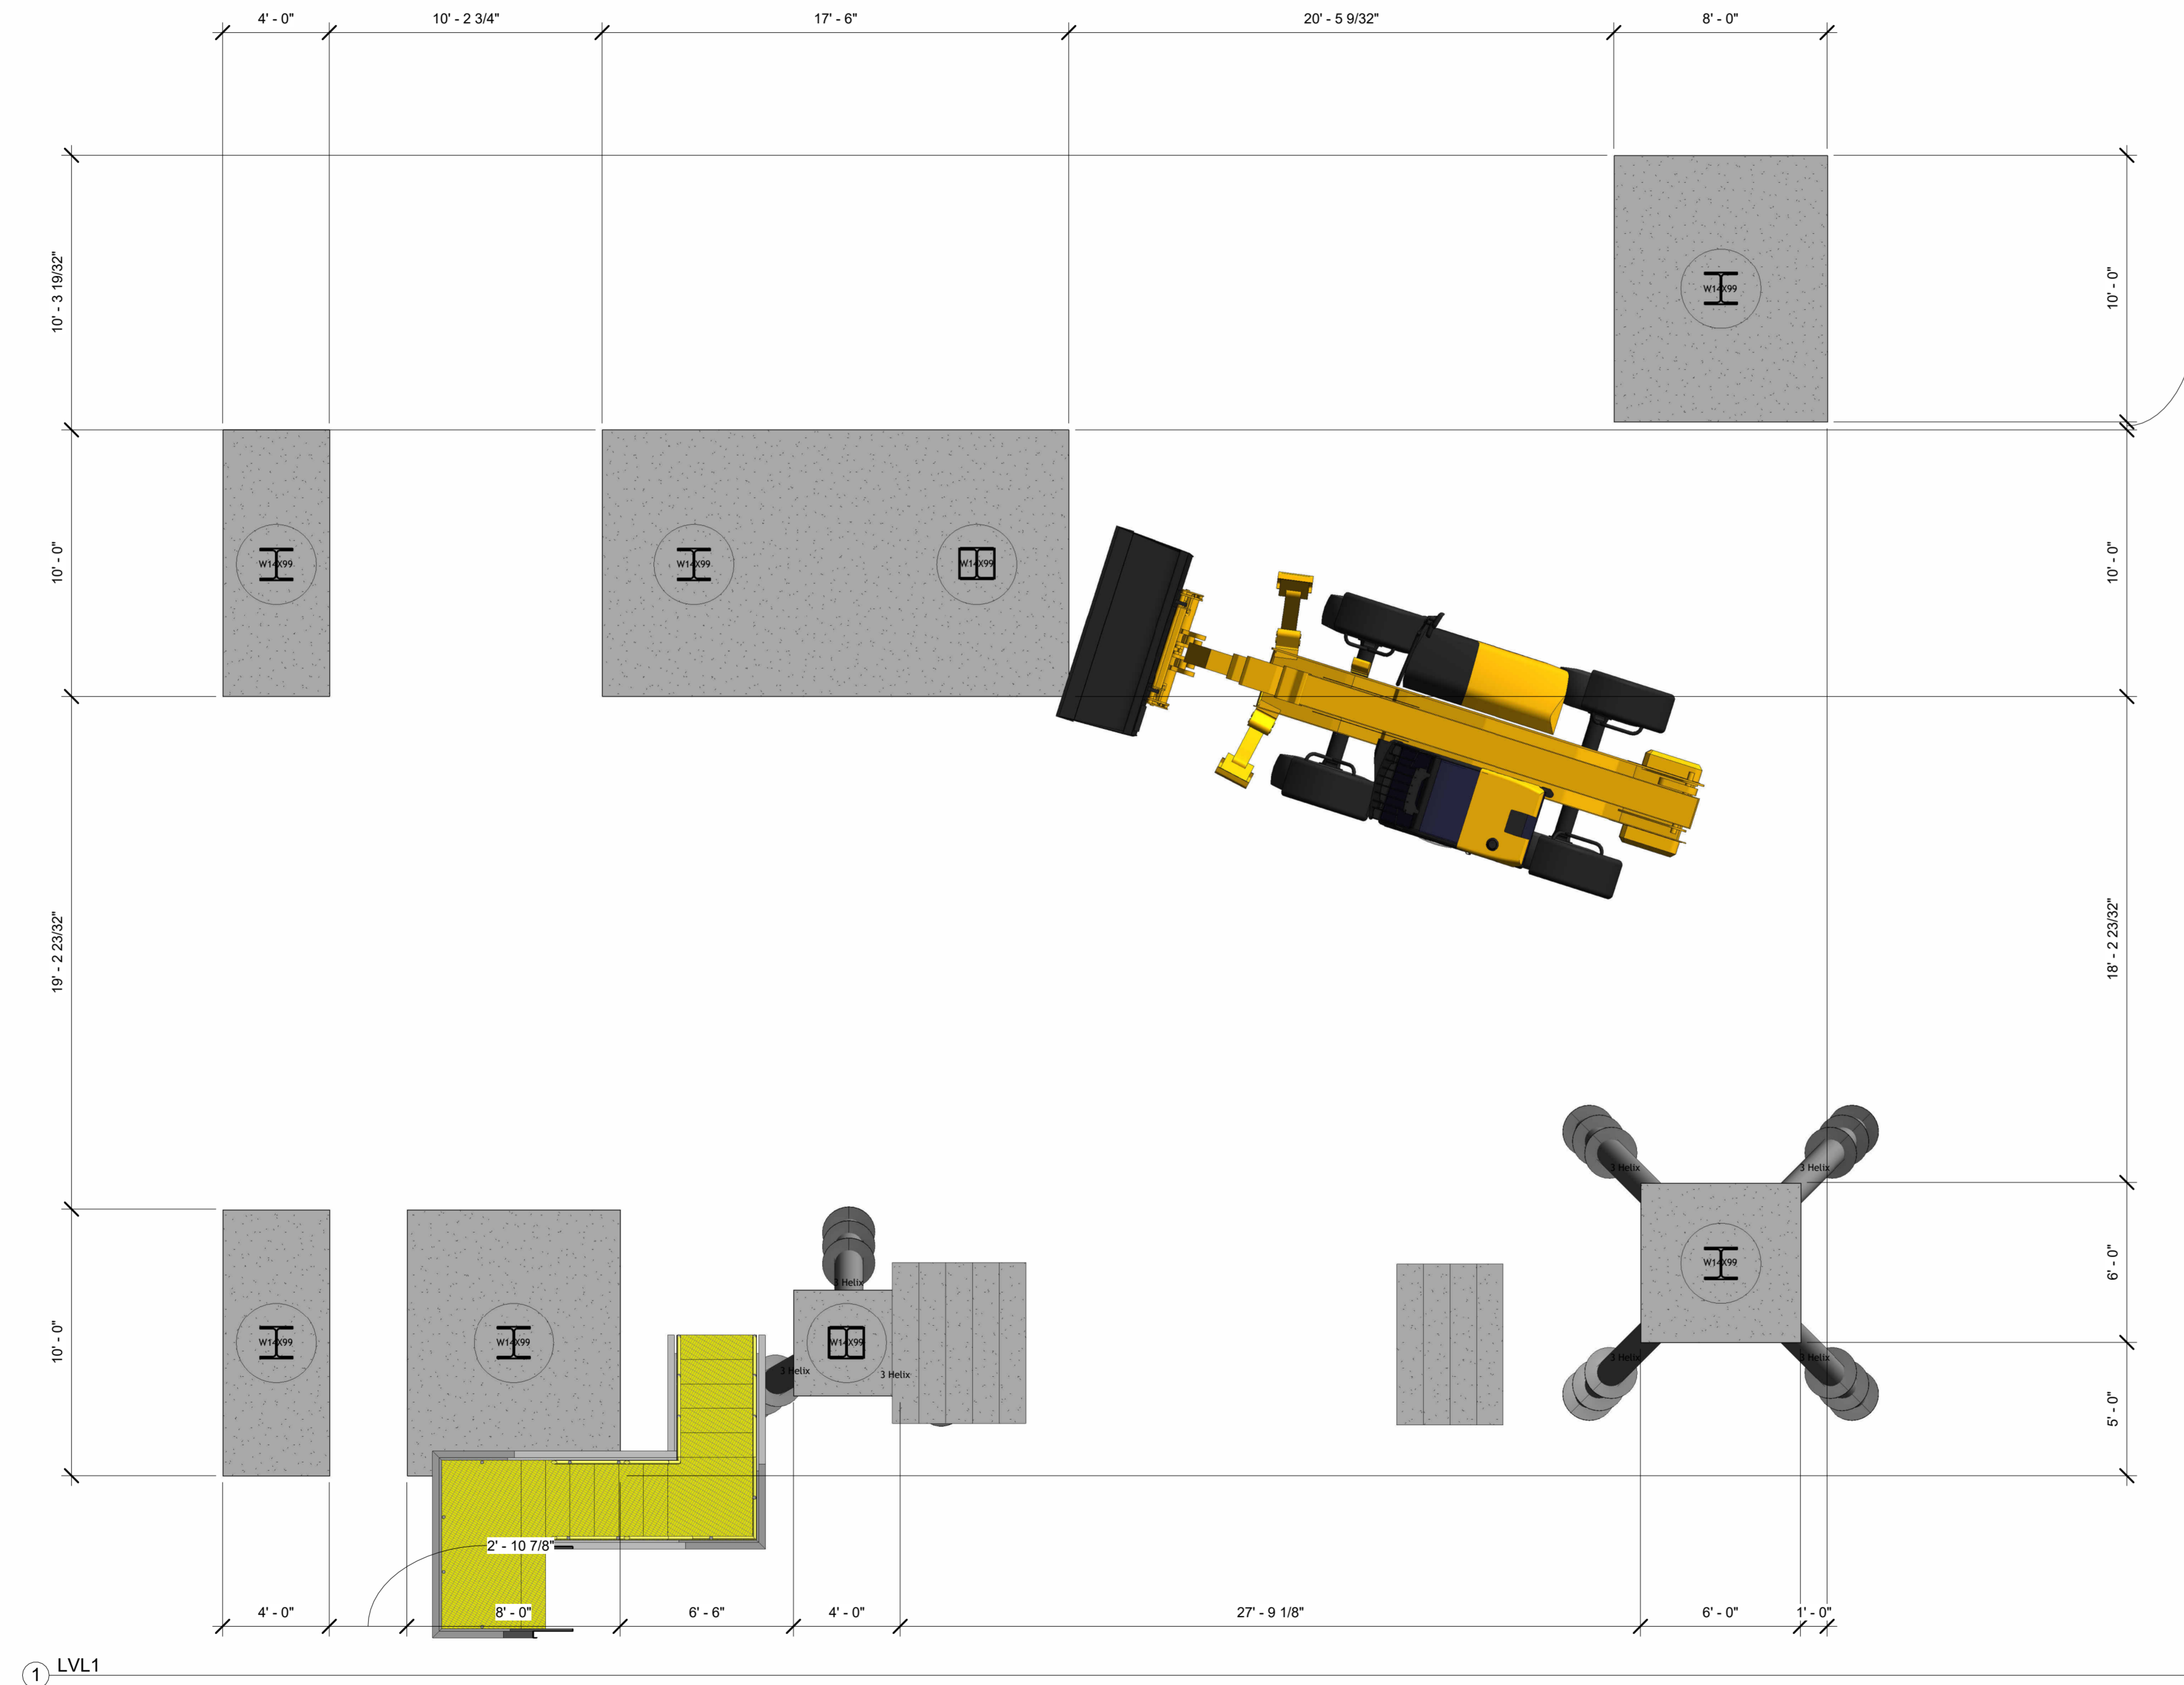 4' - 0"
10' - 2 3/4"
17' - 6"
20' - 5 9/32"
8' - 0"
10' - 3 19/32"
10' - 0"
W14X99
10' - 0"
W14X99
W14X99
W14X99
10' - 0"
19' - 2 23/32"
18' - 2 23/32"
3 Helix
3 Helix
W14X99
6' - 0"
3 Helix
10' - 0"
W14X99
W14X99
W14X99
3 Helix
3 Helix
3 Helix
3 Helix
5' - 0"
2' - 10 7/8"
4' - 0"
8' - 0"
6' - 6"
4' - 0"
27' - 9 1/8"
6' - 0"
1' - 0"
1
LVL1